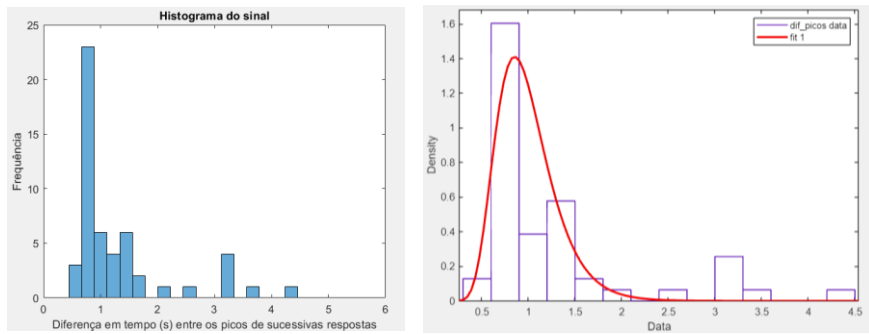 Histograma do sinal
25
20
15
10
5
0
Frequência
0 1 2 3 4 5 6
Diferença em tempo (s) entre os picos de sucessivas respostas
dif_picos data
fit 1
1.6
1.4
1.2
1
0.8
0.6
0.4
0.2
0
Density
0.5 1 1.5 2 2.5 3 3.5 4 4.5
Data